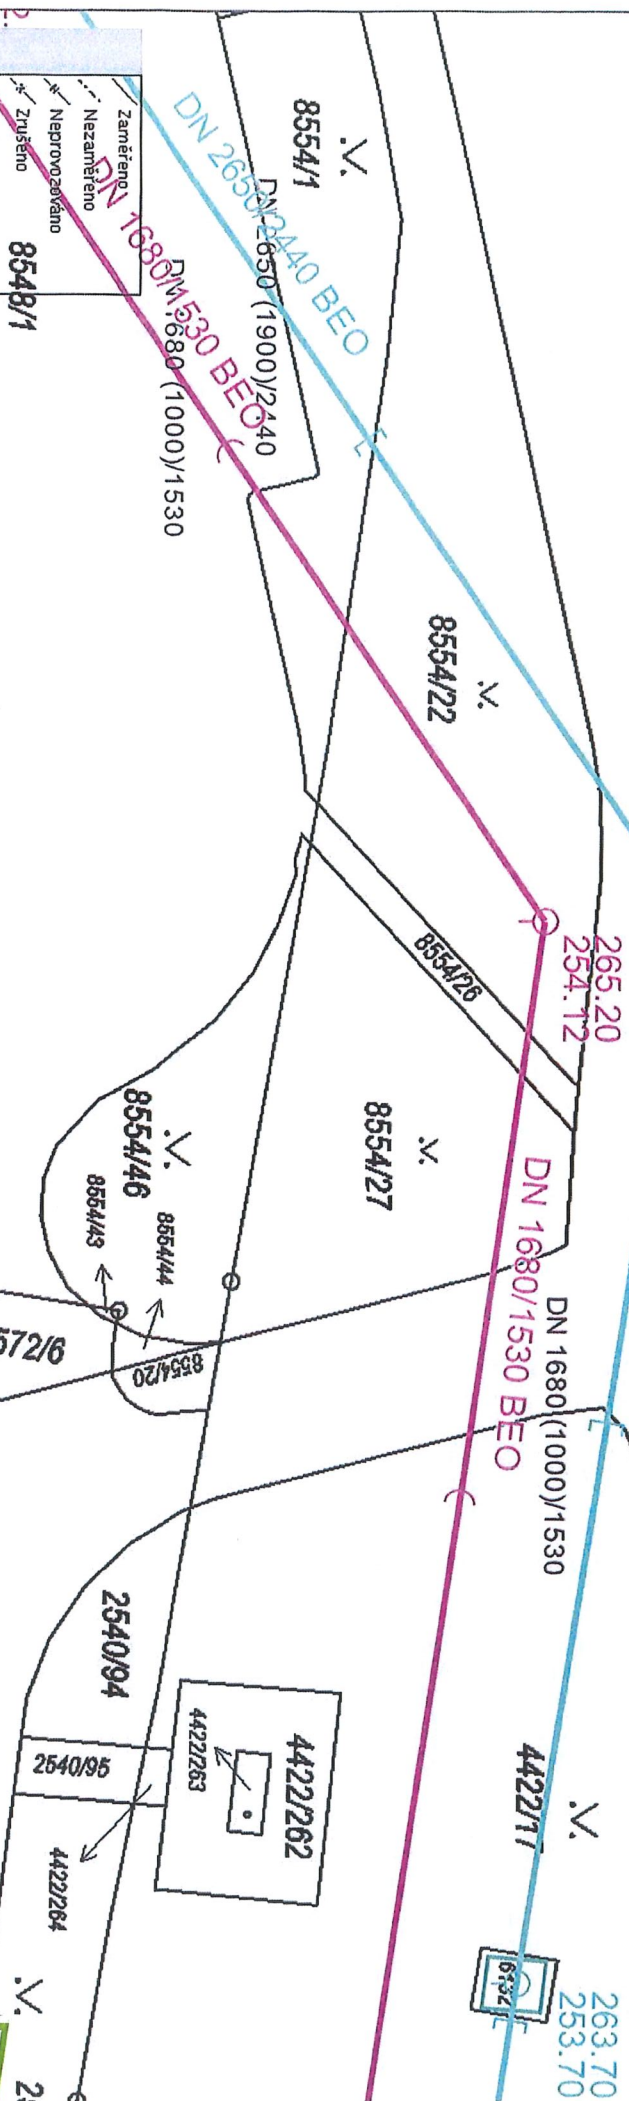 Zaměřeno
Nezaměřeno
Neprovozováno
Zrušeno
8548/1
8554/1
DN 2650/2440 BEO
DN 2650 (1900)/2440
DN 1680/1530 BEO
DN 1680 (1000)/1530
8554/22
265.20
254.12
8554/26
8554/27
8554/46
8554/43
8554/44
8554/20
572/6
DN 1680/1530 BEO
DN 1680 (1000)/1530
2540/94
2540/95
4422/262
4422/263
4422/264
4422/17
263.70
253.70